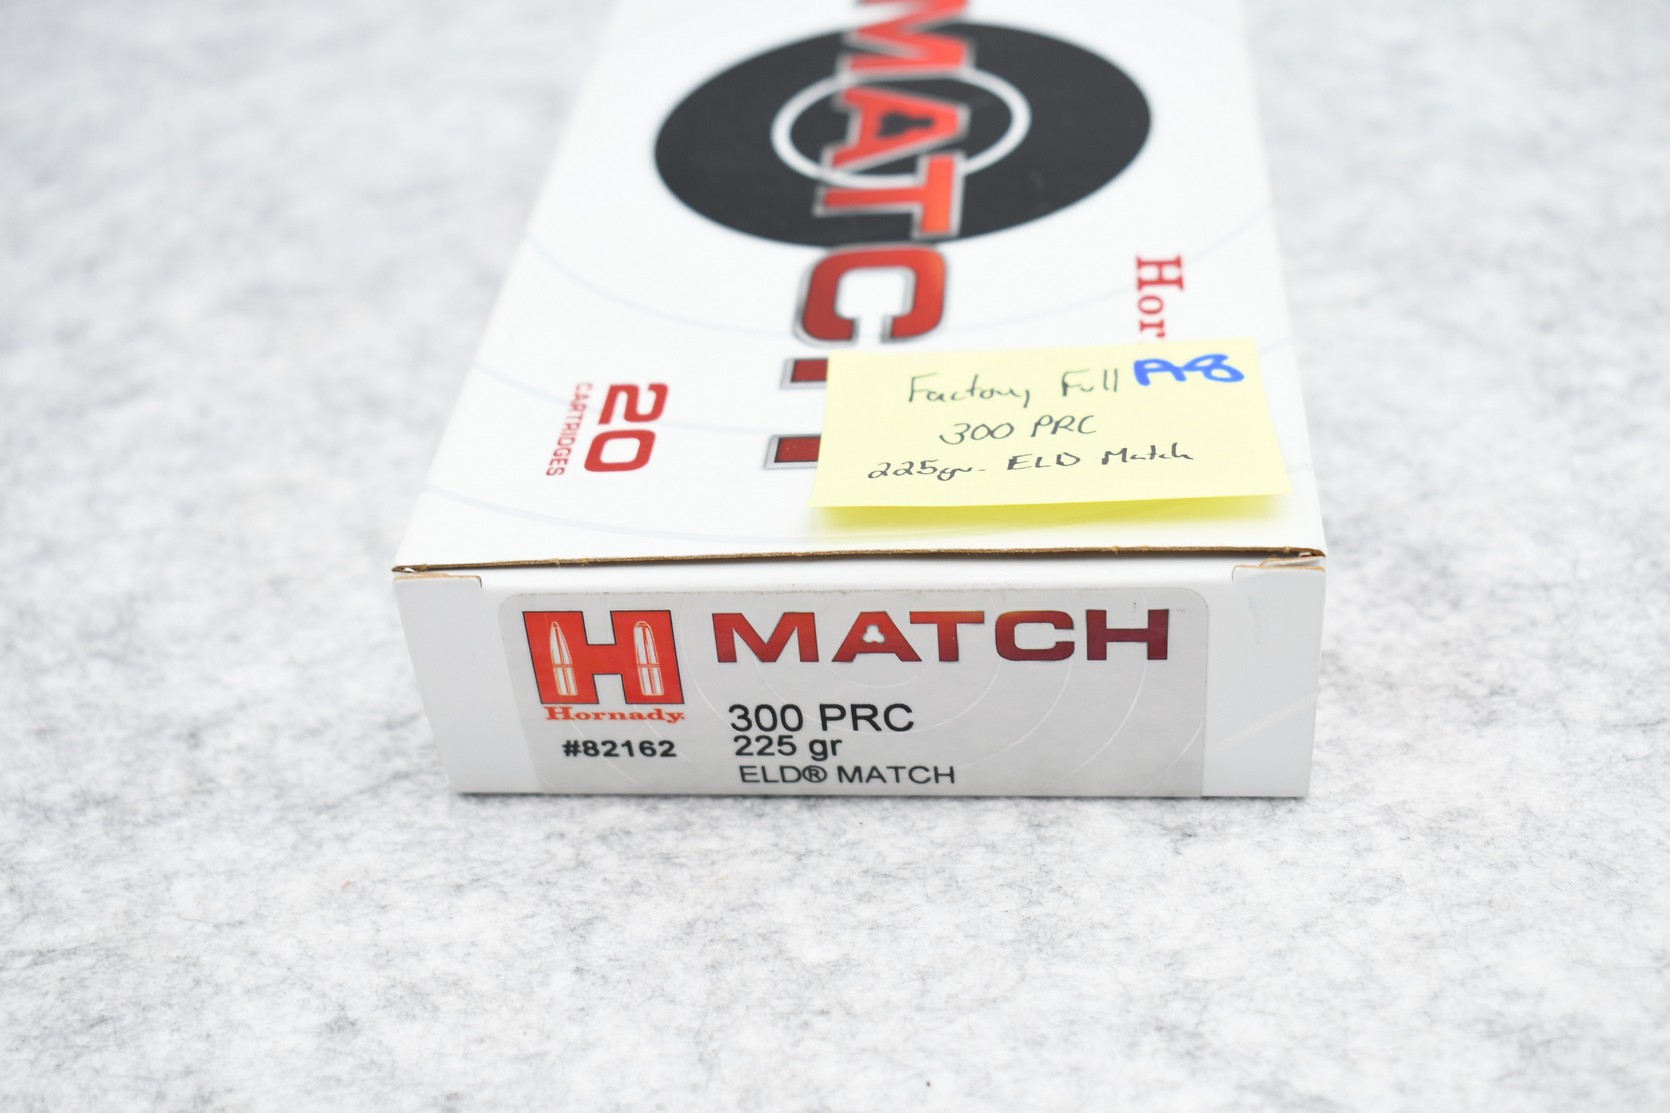 MATCH
Hor
20
CARTRIDGES
Factory Full A8
300 PRC
225gr. ELD Match
H MATCH
Hornady
300 PRC
#82162
225 gr
ELD® MATCH